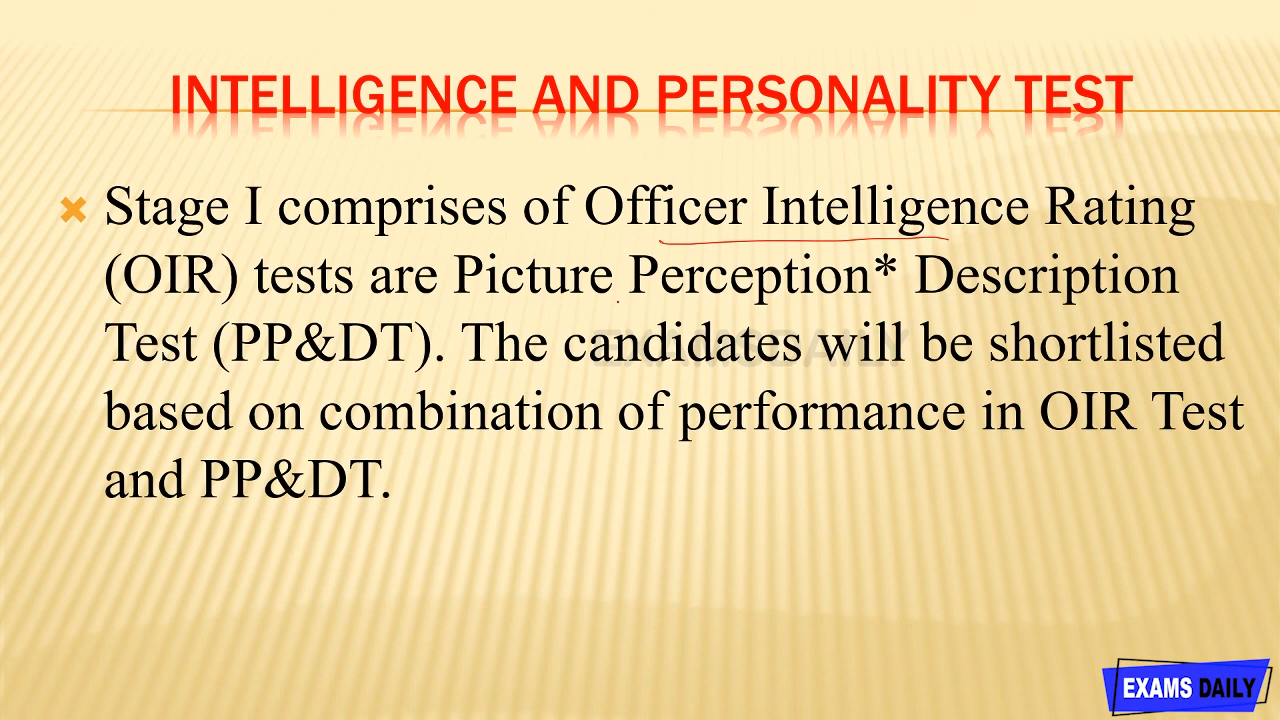 INTELLIGENCE AND PERSONALITY TEST
Stage I comprises of Officer Intelligence Rating
(OIR) tests are Picture Perception* Description
Test (PP&DT). The candidates will be shortlisted
based on combination of performance in OIR Test
and PP&DT.
EXAMSDAILY
EXAMS DAILY